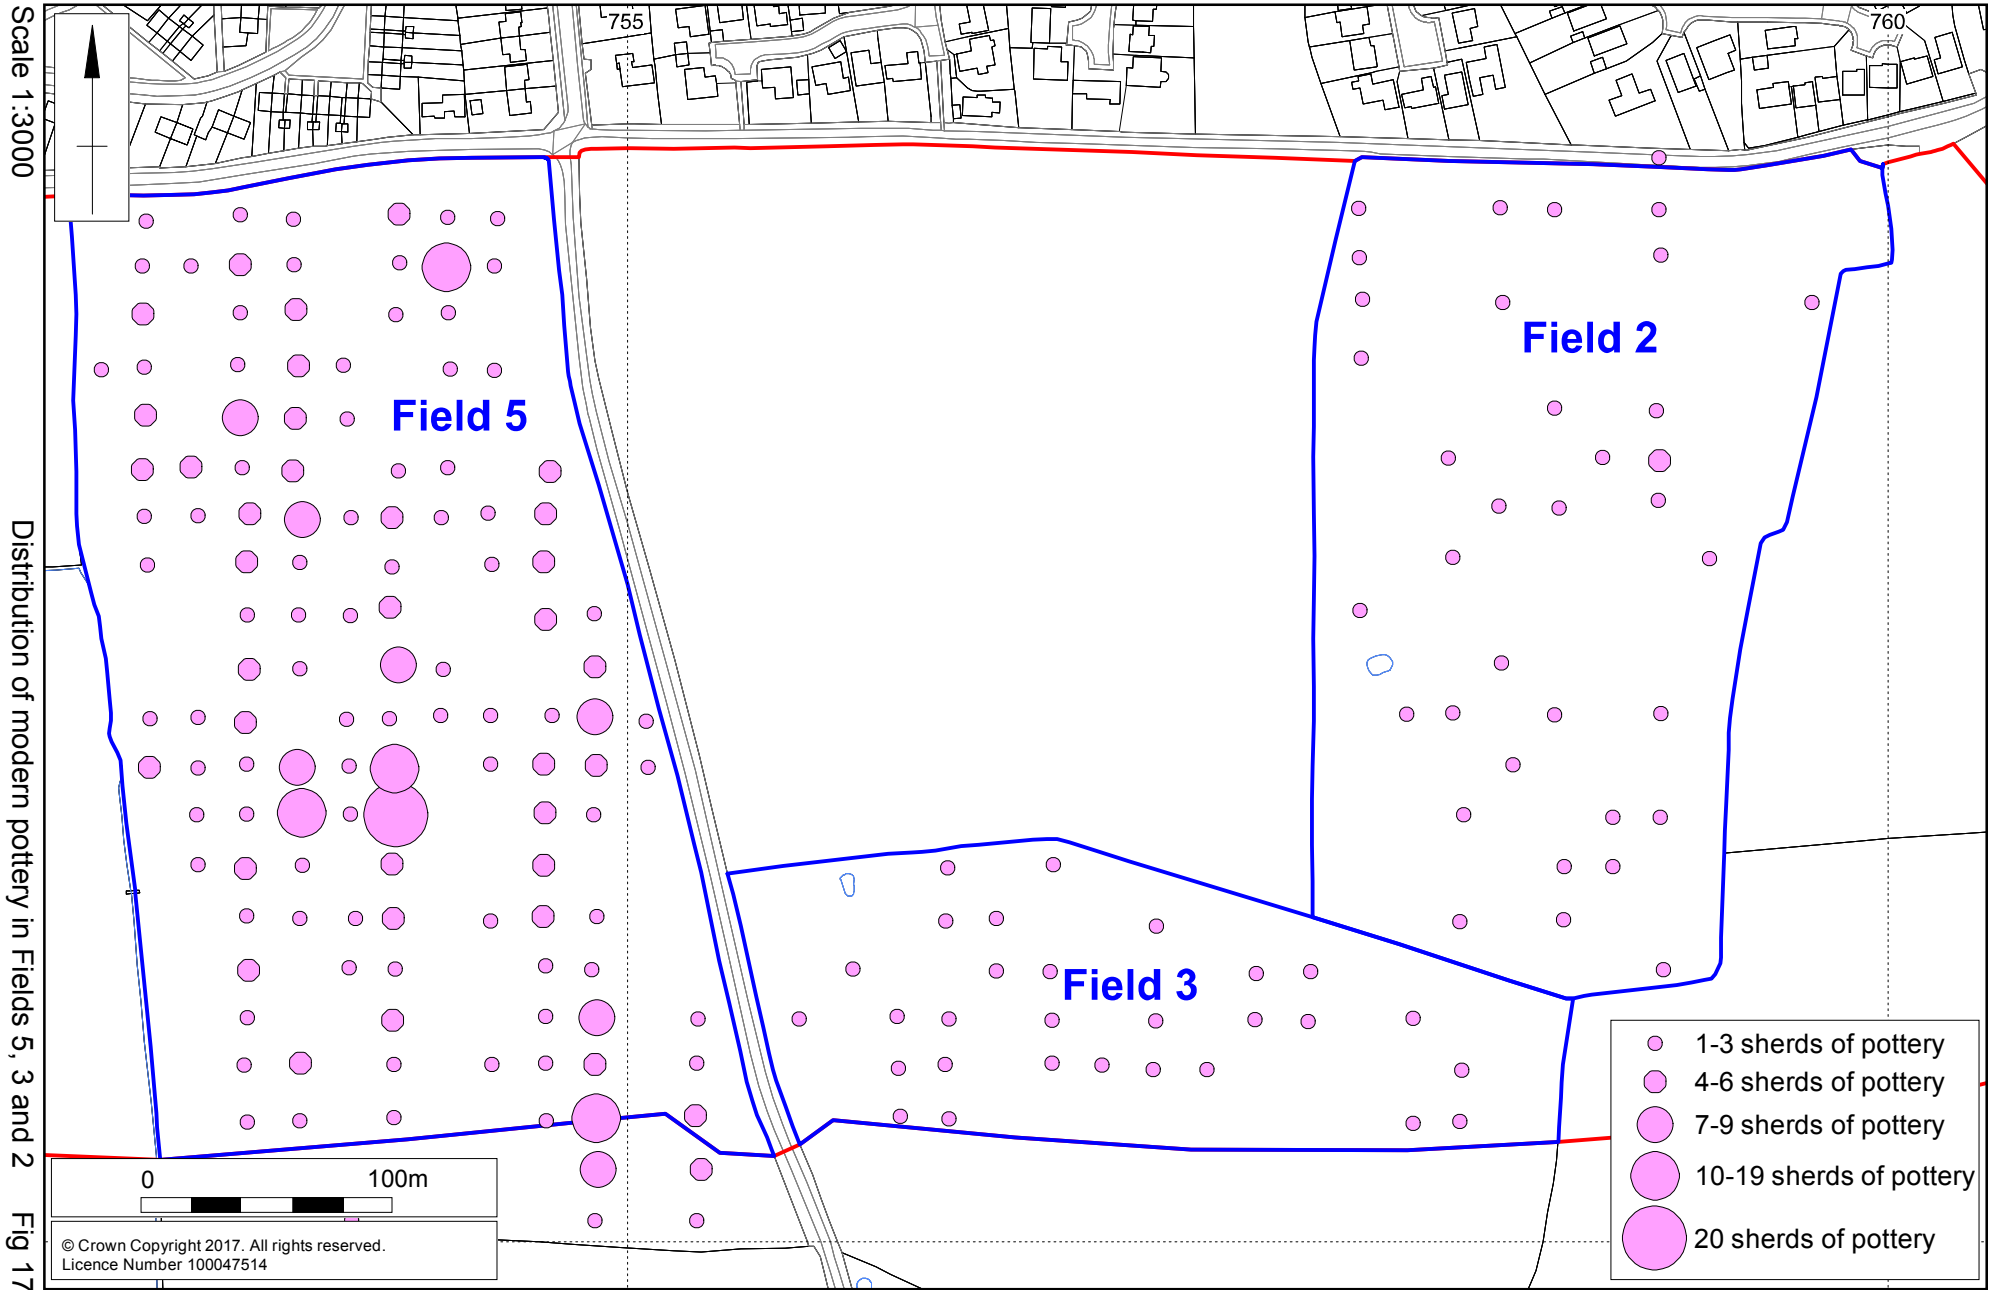 755
760
Field 5
Field 2
Field 3
1-3 sherds of pottery
4-6 sherds of pottery
7-9 sherds of pottery
10-19 sherds of pottery
20 sherds of pottery
0 100m
© Crown Copyright 2017. All rights reserved.
Licence Number 100047514
Scale 1:3000
Distribution of modern pottery in Fields 5, 3 and 2 Fig 17